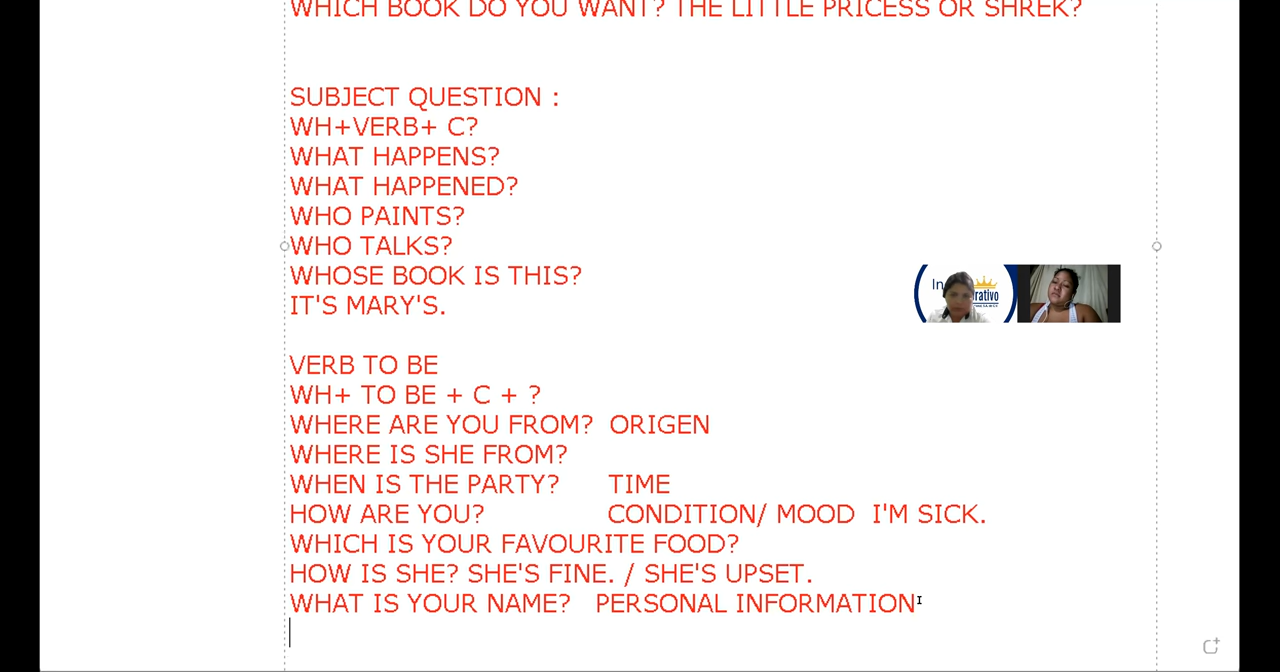 WHICH BOOK DO YOU WANT? THE LITTLE PRICESS OR SHREK?
SUBJECT QUESTION :
WH+VERB+ C?
WHAT HAPPENS?
WHAT HAPPENED?
WHO PAINTS?
WHO TALKS?
WHOSE BOOK IS THIS?
IT'S MARY'S.
VERB TO BE
WH+ TO BE + C + ?
WHERE ARE YOU FROM? ORIGEN
WHERE IS SHE FROM?
WHEN IS THE PARTY? TIME
HOW ARE YOU? CONDITION/ MOOD I'M SICK.
WHICH IS YOUR FAVOURITE FOOD?
HOW IS SHE? SHE'S FINE. / SHE'S UPSET.
WHAT IS YOUR NAME? PERSONAL INFORMATION